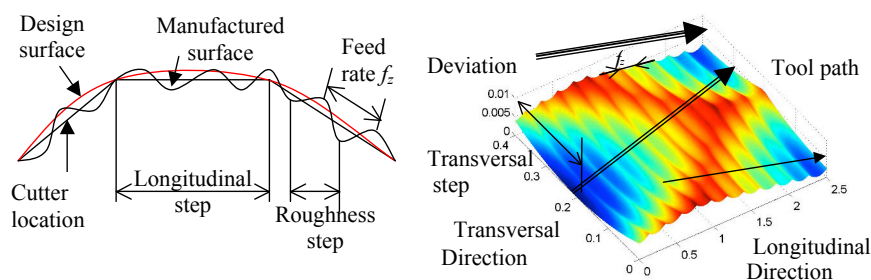 Design
surface
Manufactured
surface
Feed
rate f_z
Cutter
location
Longitudinal
step
Roughness
step
Deviation
f_z
Tool path
0.01
0.005
0
0.4
0.3
0.2
0.1
0
Transversal
step
Transversal
Direction
0
0.5
1
1.5
2
2.5
Longitudinal
Direction